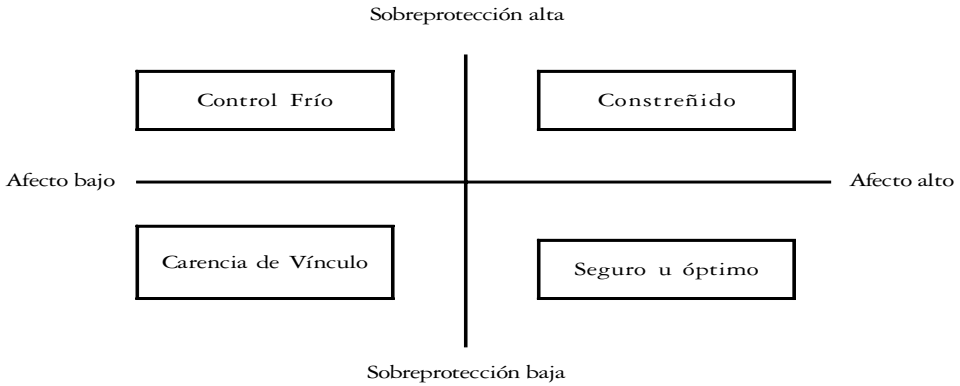 Sobreprotección alta
Control Frío
Constreñido
Afecto bajo
Afecto alto
Carencia de Vínculo
Seguro u óptimo
Sobreprotección baja